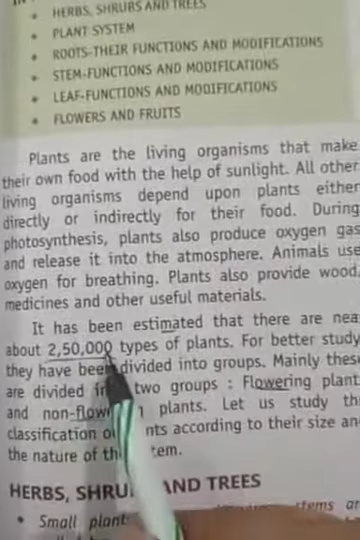 HERBS, SHRUBS AND TREES
PLANT SYSTEM
ROOTS-THEIR FUNCTIONS AND MODIFICATIONS
STEM-FUNCTIONS AND MODIFICATIONS
LEAF-FUNCTIONS AND MODIFICATIONS
FLOWERS AND FRUITS
Plants are the living organisms that make
their own food with the help of sunlight. All other
living organisms depend upon plants either
directly or indirectly for their food. During
photosynthesis, plants also produce oxygen gas
and release it into the atmosphere. Animals use
oxygen for breathing. Plants also provide wood,
medicines and other useful materials.
It has been estimated that there are nea
about 2,50,000 types of plants. For better study
they have been divided into groups. Mainly thes
are divided in two groups : Flowering plant
and non-flow plants. Let us study th
classification o nts according to their size an
the nature of th tem.
HERBS, SHRU AND TREES
Small plant stems ar